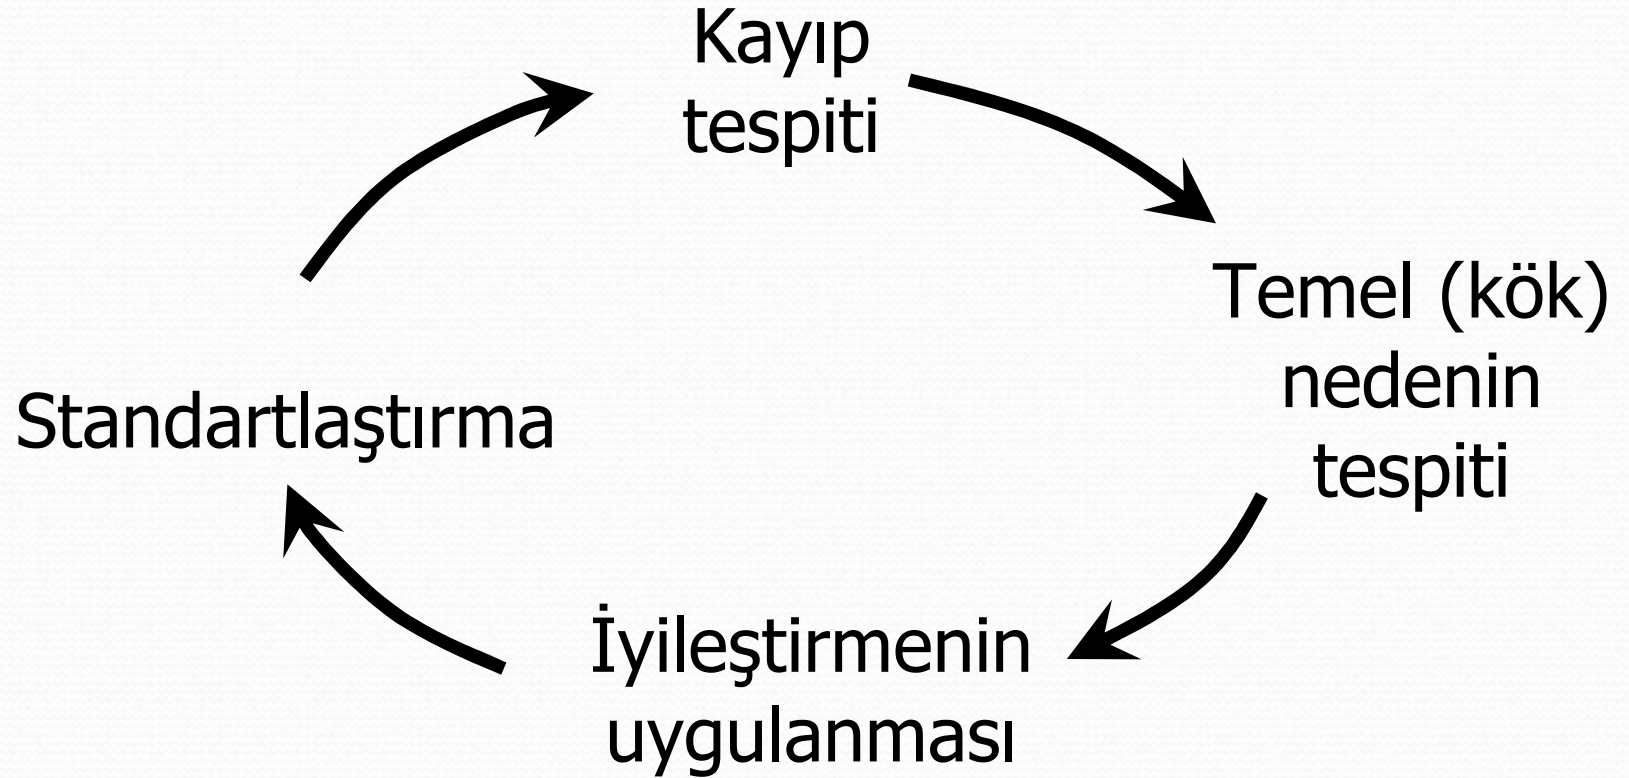 Kayıp
tespiti
Temel (kök)
nedenin
tespiti
İyileştirmenin
uygulanması
Standartlaştırma